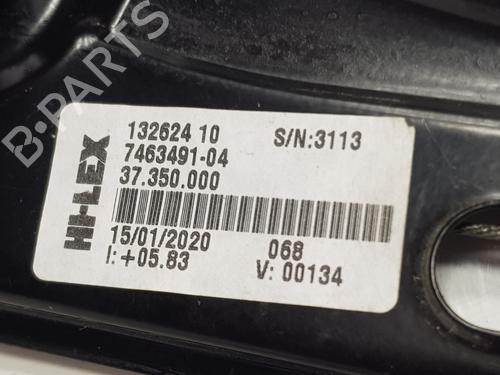 B-PARTS
HI-LEX
132624 10 S/N:3113
7463491-04
37.350.000
15/01/2020 068
I:+05.83 V: 00134